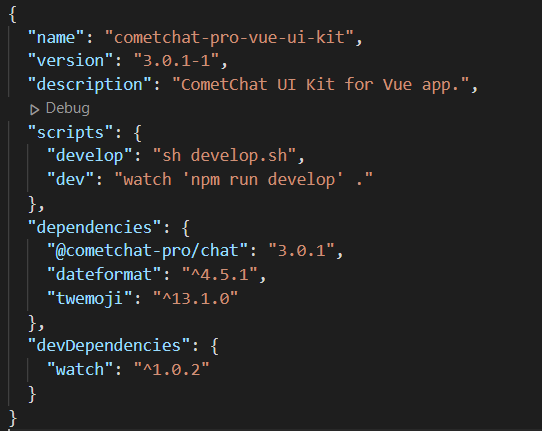 {
  "name": "cometchat-pro-vue-ui-kit",
  "version": "3.0.1-1",
  "description": "CometChat UI Kit for Vue app.",
  Debug
  "scripts": {
    "develop": "sh develop.sh",
    "dev": "watch 'npm run develop' ."
  },
  "dependencies": {
    "@cometchat-pro/chat": "3.0.1",
    "dateformat": "^4.5.1",
    "twemoji": "^13.1.0"
  },
  "devDependencies": {
    "watch": "^1.0.2"
  }
}